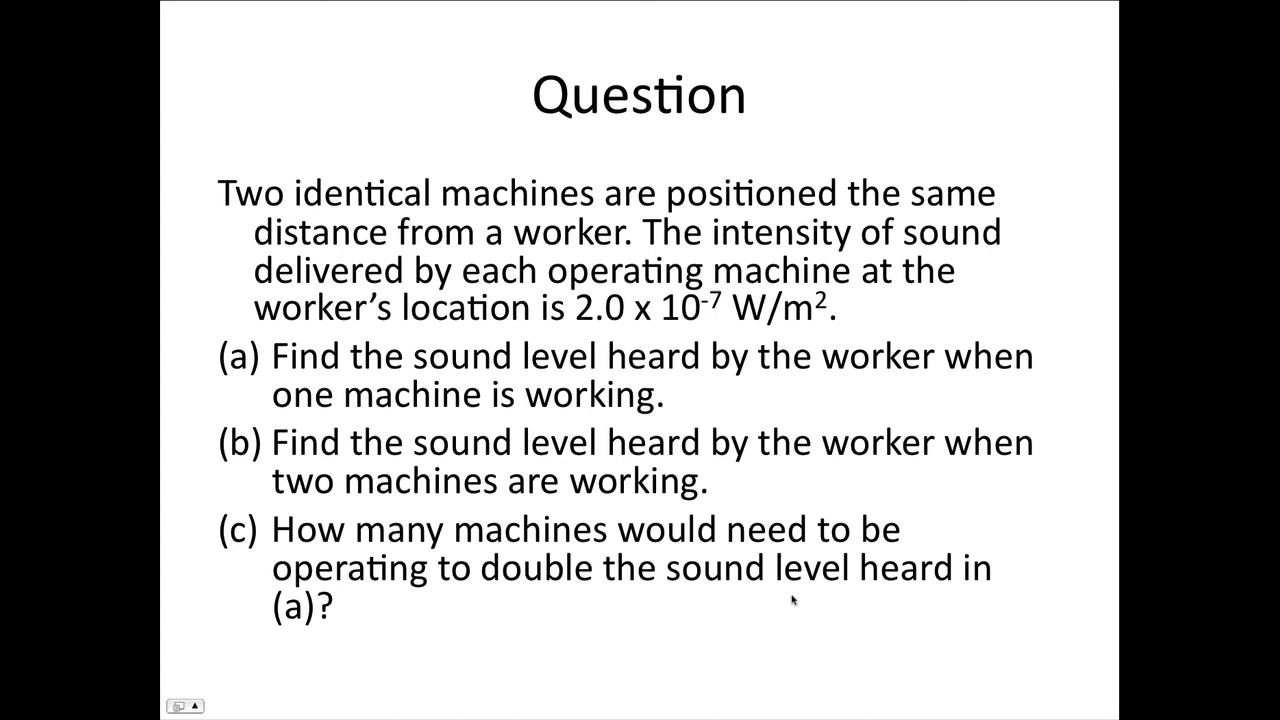 Question
Two identical machines are positioned the same
distance from a worker. The intensity of sound
delivered by each operating machine at the
worker’s location is 2.0 x 10⁻⁷ W/m².
(a) Find the sound level heard by the worker when
one machine is working.
(b) Find the sound level heard by the worker when
two machines are working.
(c) How many machines would need to be
operating to double the sound level heard in
(a)?